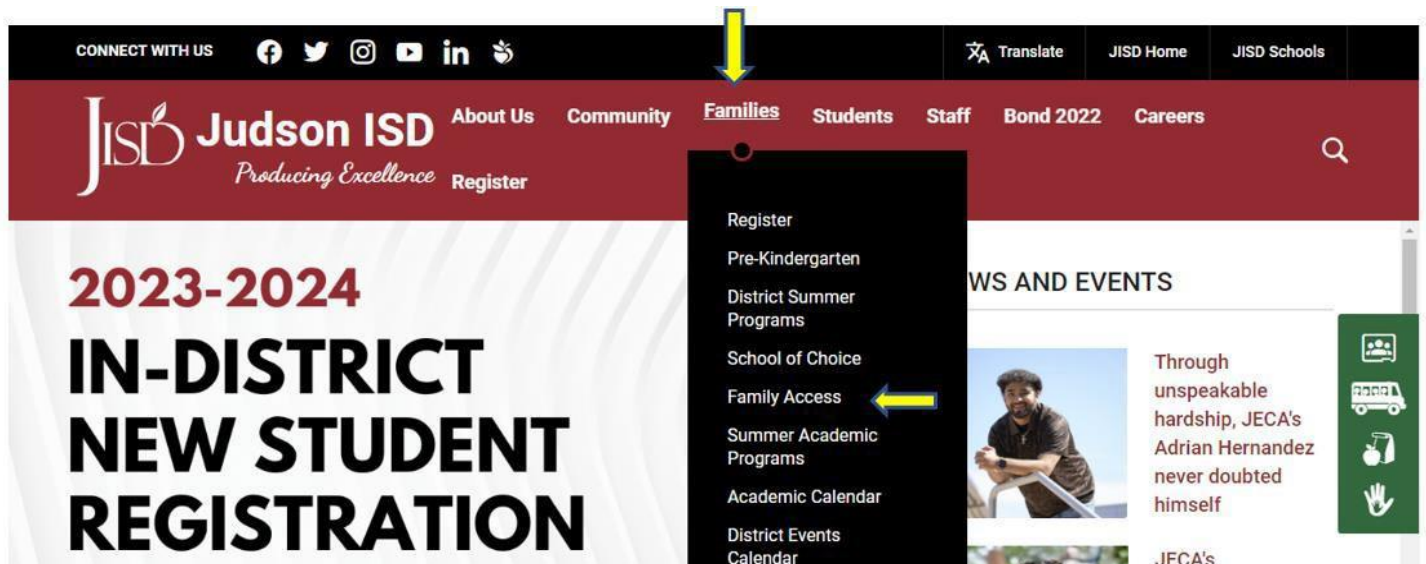 CONNECT WITH US
Translate
JISD Home
JISD Schools
JISD
Judson ISD
Producing Excellence
About Us
Community
Families
Students
Staff
Bond 2022
Careers
Register
Register
Pre-Kindergarten
District Summer
Programs
School of Choice
Family Access
Summer Academic
Programs
Academic Calendar
District Events
Calendar
2023-2024
IN-DISTRICT
NEW STUDENT
REGISTRATION
WS AND EVENTS
Through
unspeakable
hardship, JECA's
Adrian Hernandez
never doubted
himself
JECA's